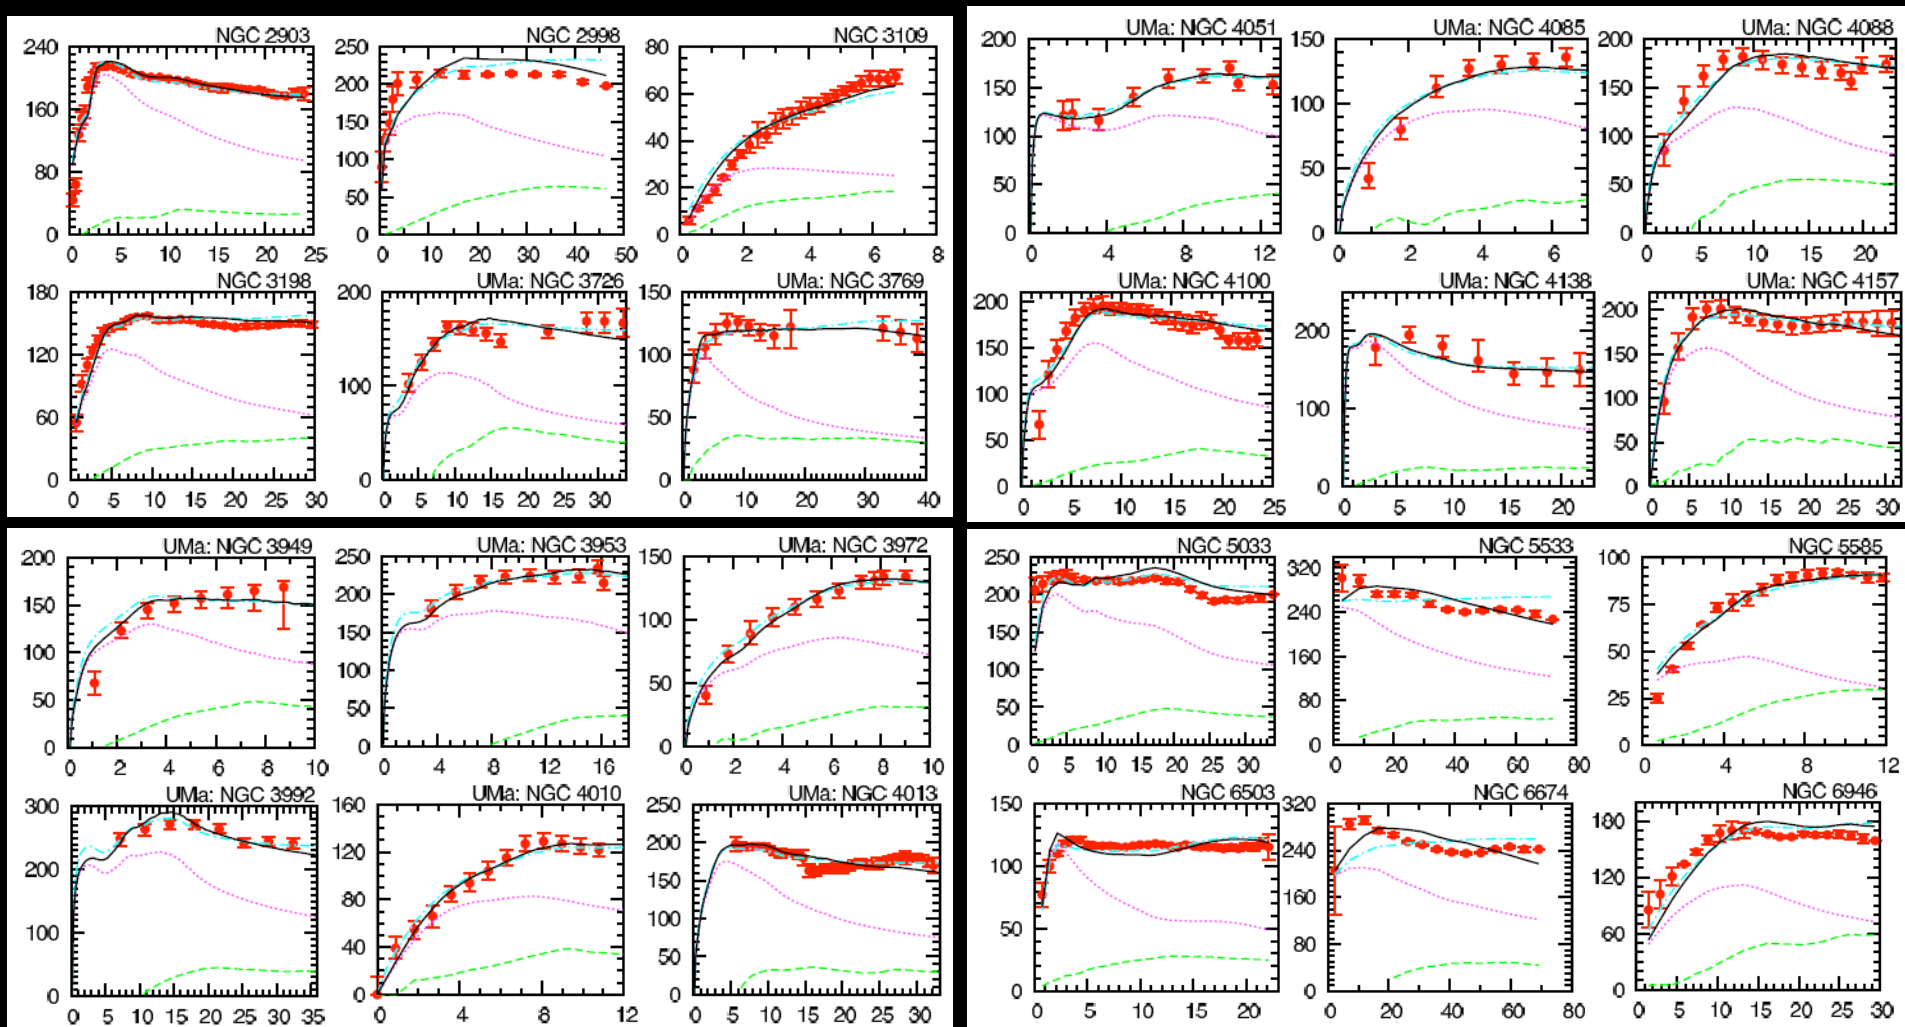 NGC 2903
240
160
80
0
0 5 10 15 20 25
NGC 2998
250
200
150
100
50
0
0 10 20 30 40 50
NGC 3109
80
60
40
20
0
0 2 4 6 8
NGC 3198
180
120
60
0
0 5 10 15 20 25 30
UMa: NGC 3726
200
100
0
0 5 10 15 20 25 30
UMa: NGC 3769
150
100
50
0
0 10 20 30 40
UMa: NGC 4051
200
150
100
50
0
0 4 8 12
UMa: NGC 4085
150
100
50
0
0 2 4 6
UMa: NGC 4088
200
150
100
50
0
0 5 10 15 20
UMa: NGC 4100
200
150
100
50
0
0 5 10 15 20 25
UMa: NGC 4138
200
100
0
0 5 10 15 20
UMa: NGC 4157
200
150
100
50
0
0 5 10 15 20 25 30
UMa: NGC 3949
200
150
100
50
0
0 2 4 6 8 10
UMa: NGC 3953
250
200
150
100
50
0
0 4 8 12 16
UMa: NGC 3972
150
100
50
0
0 2 4 6 8 10
UMa: NGC 3992
300
200
100
0
0 5 10 15 20 25 30 35
UMa: NGC 4010
160
120
80
40
0
0 4 8 12
UMa: NGC 4013
250
200
150
100
50
0
0 5 10 15 20 25 30
NGC 5033
250
200
150
100
50
0
0 5 10 15 20 25 30
NGC 5533
320
240
160
80
0
0 20 40 60 80
NGC 5585
100
75
50
25
0
0 4 8 12
NGC 6503
150
100
50
0
0 5 10 15 20
NGC 6674
320
240
160
80
0
0 20 40 60 80
NGC 6946
180
120
60
0
0 5 10 15 20 25 30